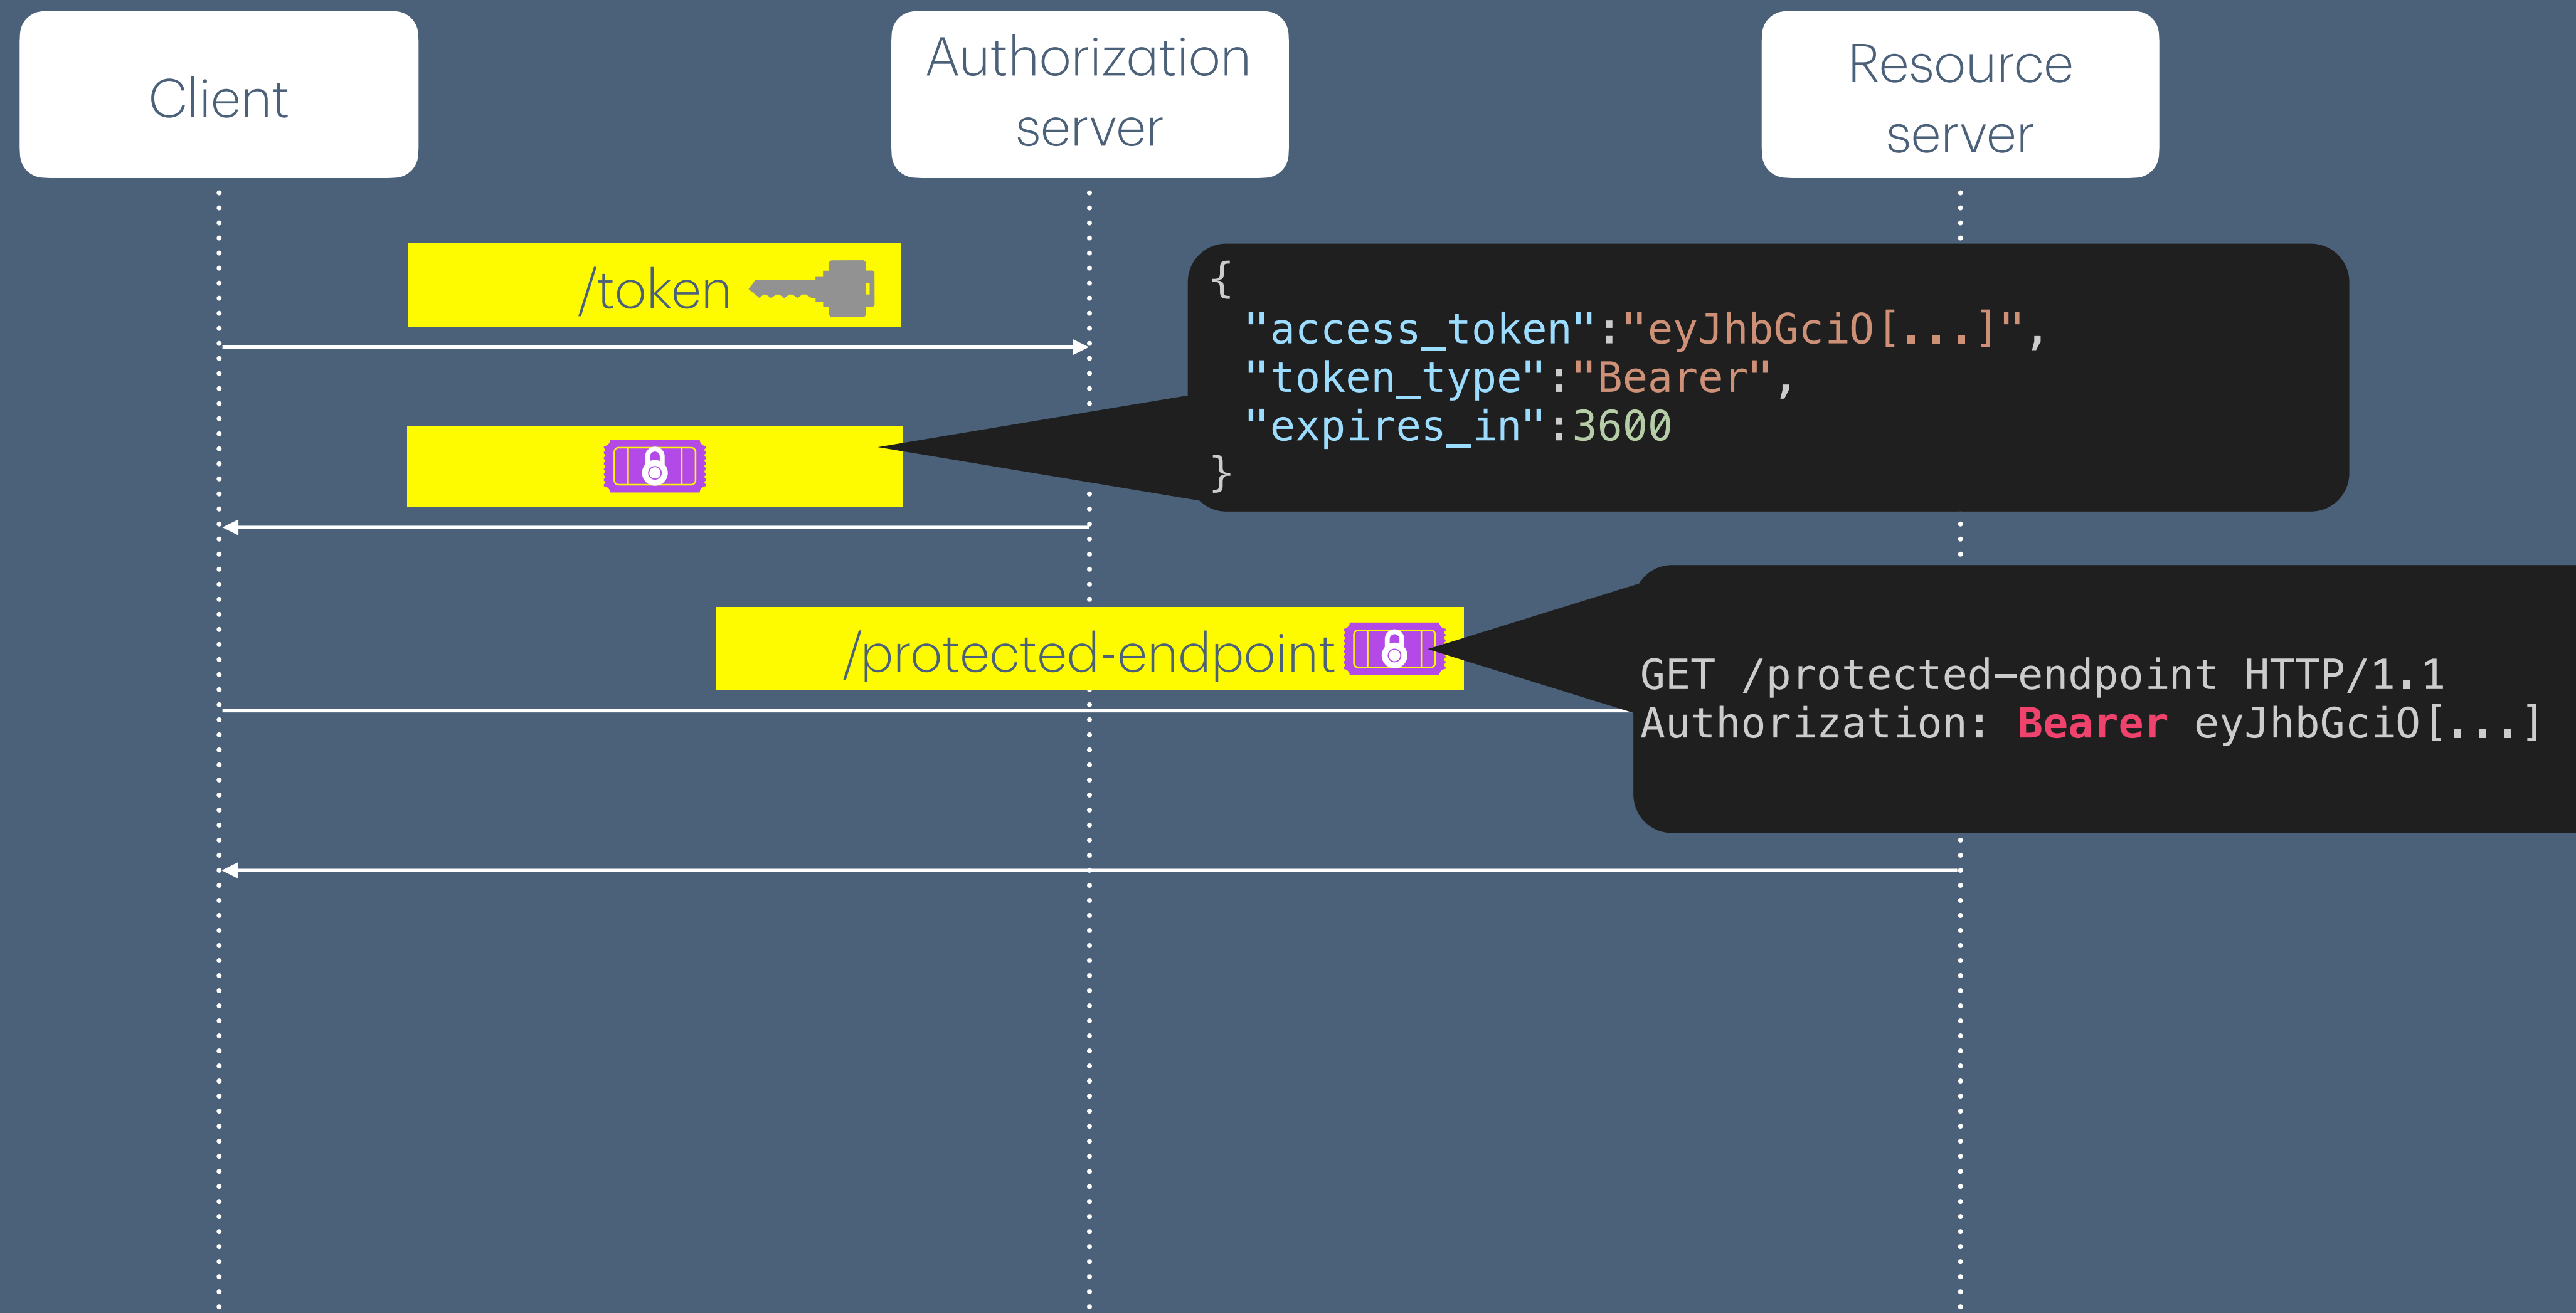 Client
Authorization
server
Resource
server
/token
{
"access_token":"eyJhbGciO[...]",
"token_type":"Bearer",
"expires_in":3600
}
/protected-endpoint
GET /protected-endpoint HTTP/1.1
Authorization: Bearer eyJhbGciO[...]